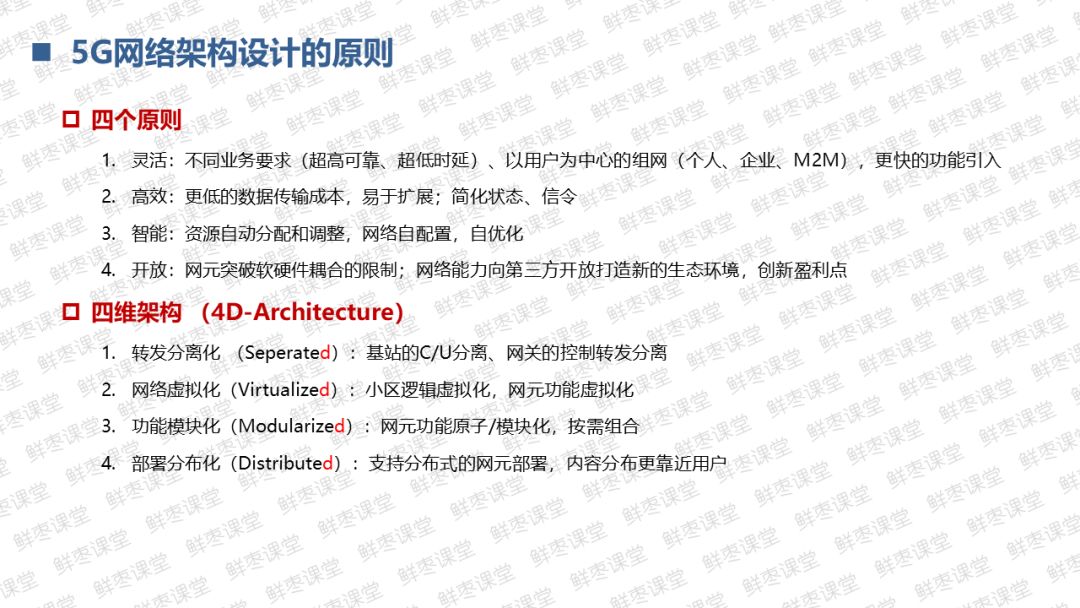 5G网络架构设计的原则
四个原则
1. 灵活：不同业务要求（超高可靠、超低时延）、以用户为中心的组网（个人、企业、M2M），更快的功能引入
2. 高效：更低的数据传输成本，易于扩展；简化状态、信令
3. 智能：资源自动分配和调整，网络自配置，自优化
4. 开放：网元突破软硬件耦合的限制；网络能力向第三方开放打造新的生态环境，创新盈利点
四维架构 （4D-Architecture）
1. 转发分离化 （Seperated）：基站的C/U分离、网关的控制转发分离
2. 网络虚拟化（Virtualized）：小区逻辑虚拟化，网元功能虚拟化
3. 功能模块化（Modularized）：网元功能原子/模块化，按需组合
4. 部署分布化（Distributed）：支持分布式的网元部署，内容分布更靠近用户
鲜枣课堂